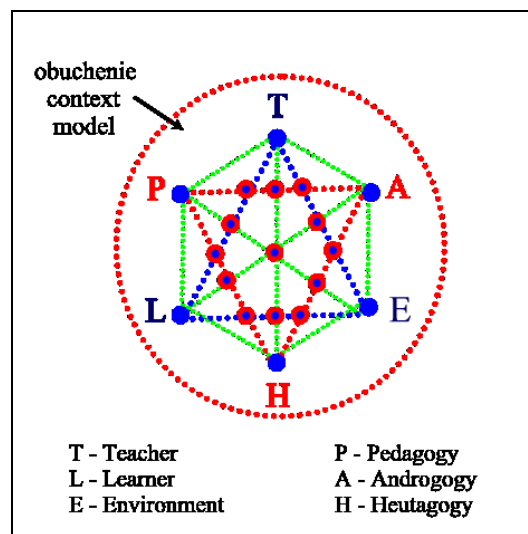 obuchenie
context
model
T
P
A
L
E
H
T - Teacher
L - Learner
E - Environment
P - Pedagogy
A - Androgogy
H - Heutagogy